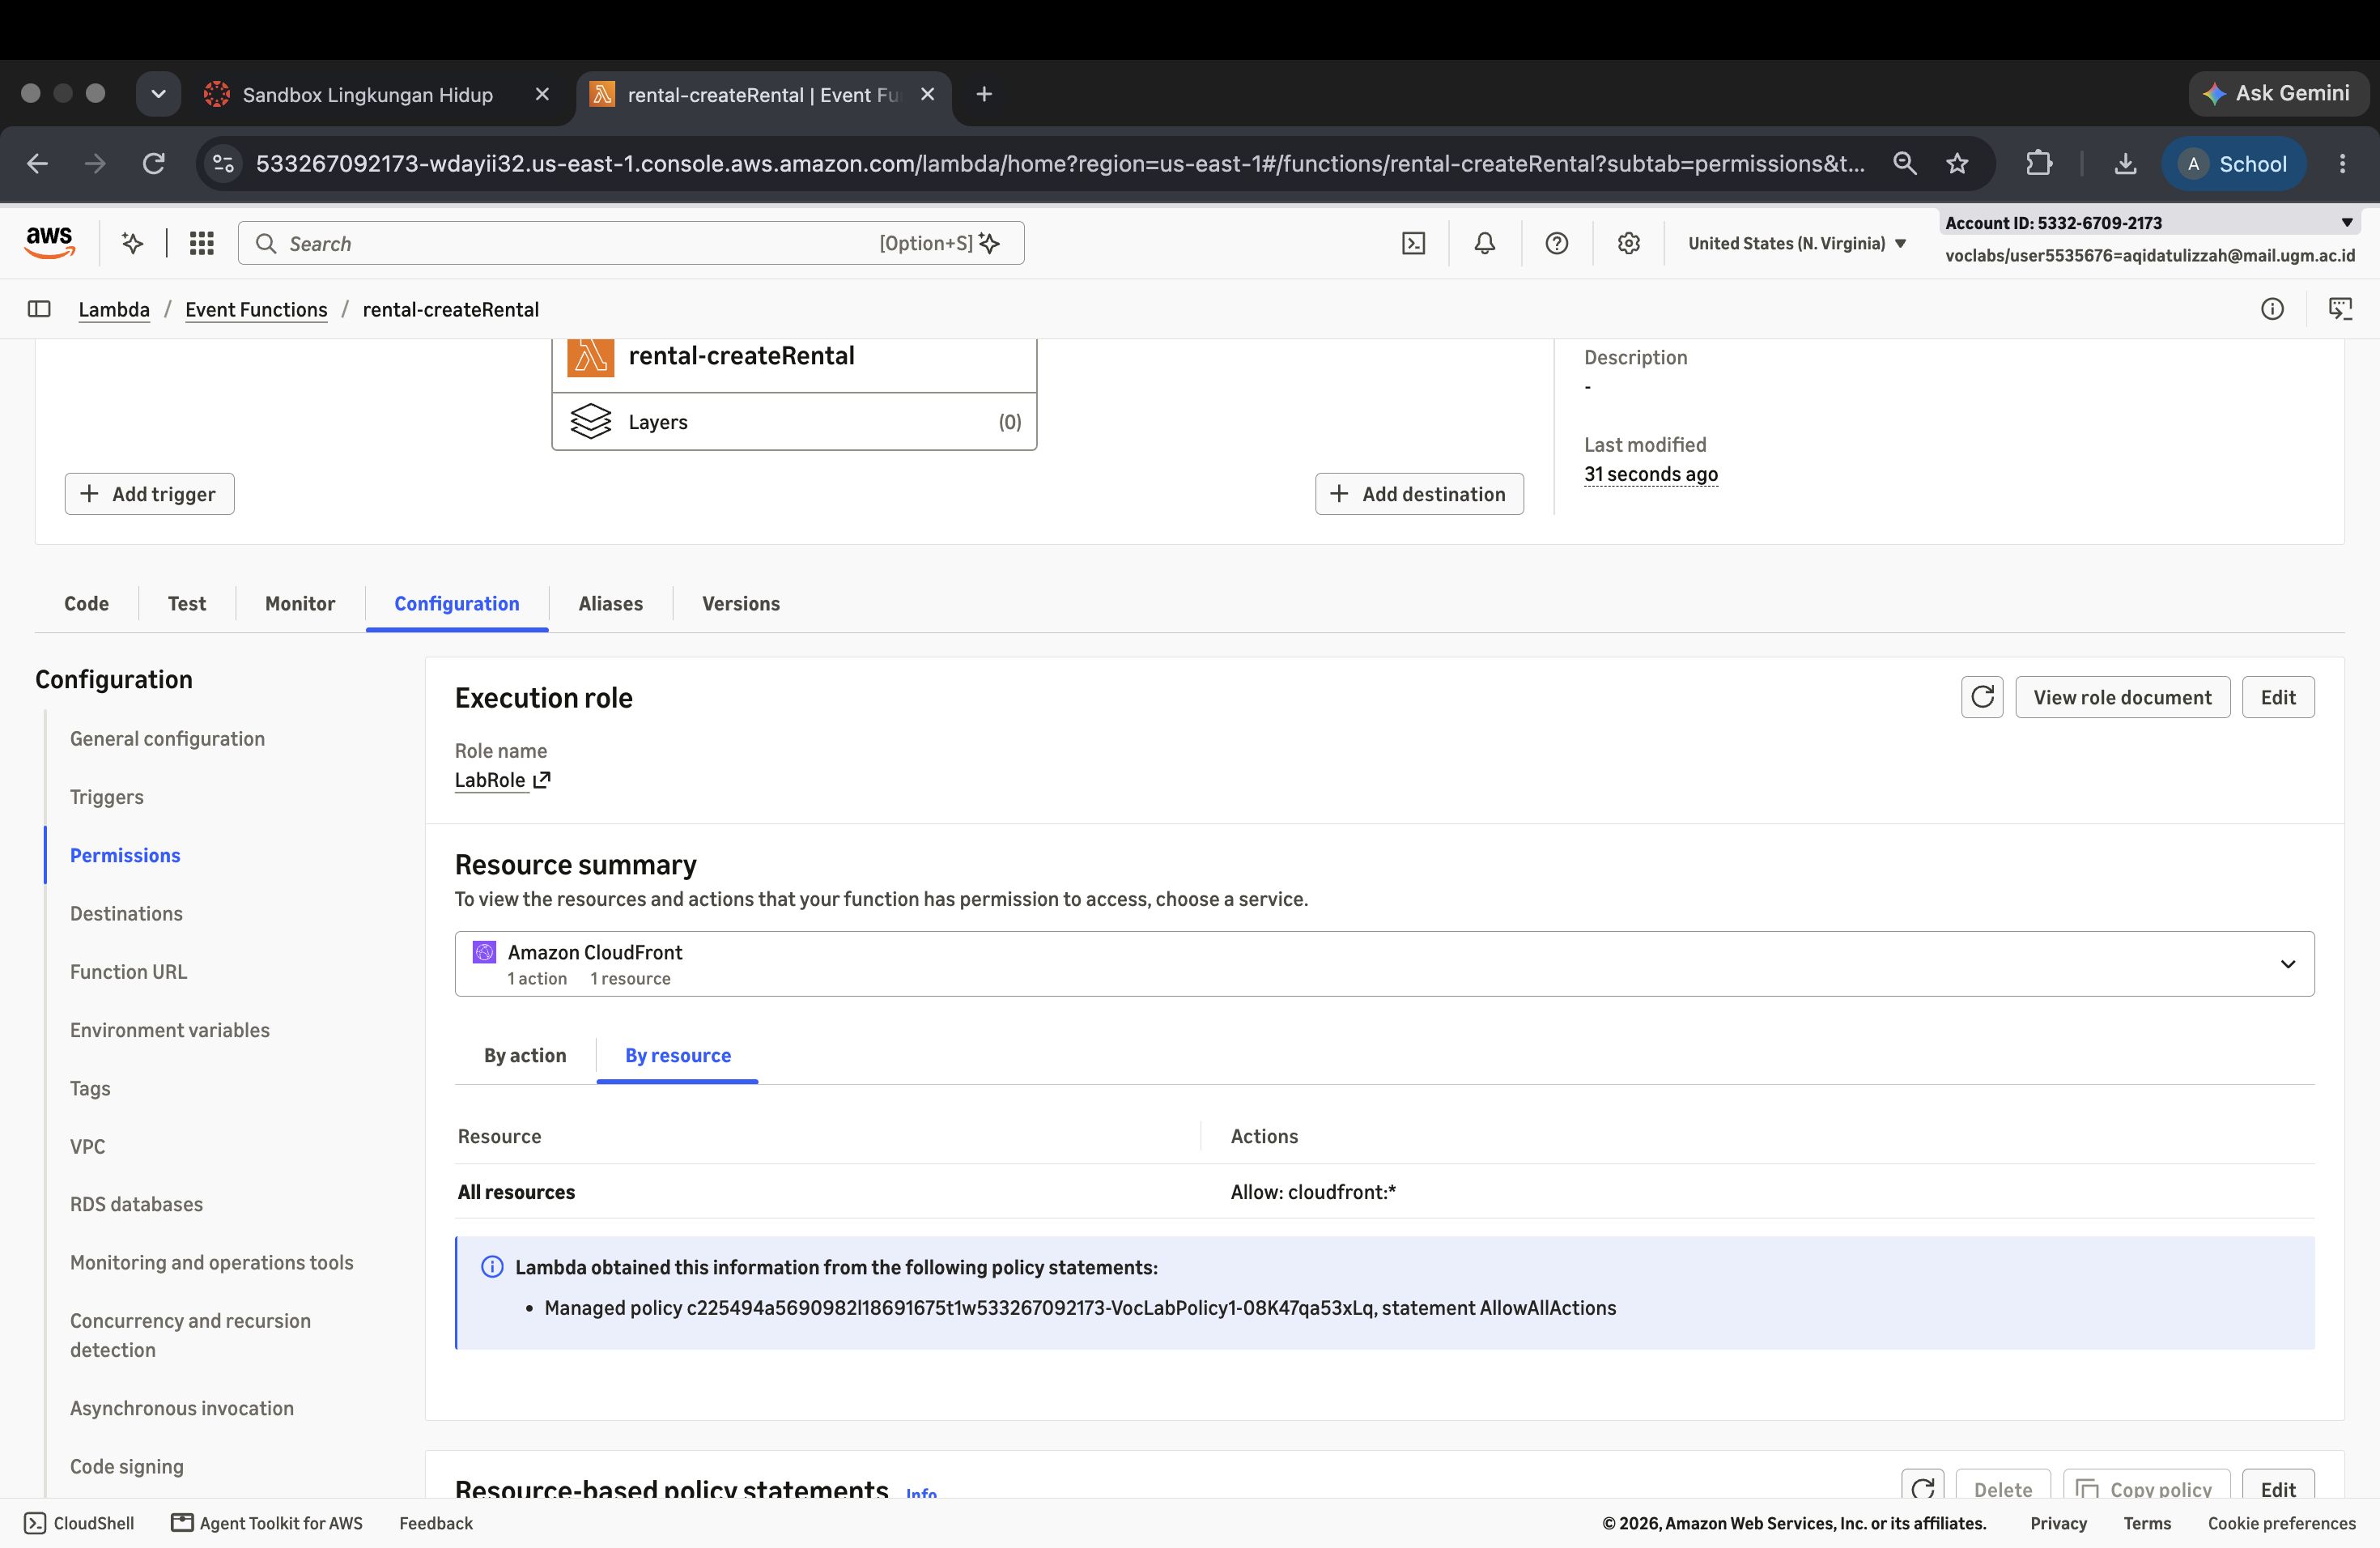 Sandbox Lingkungan Hidup
rental-createRental | Event Fu
Ask Gemini
533267092173-wdayii32.us-east-1.console.aws.amazon.com/lambda/home?region=us-east-1#/functions/rental-createRental?subtab=permissions&t...
A School
aws
Search [Option+S]
United States (N. Virginia)
Account ID: 5332-6709-2173
voclabs/user5535676=aqidatulizzah@mail.ugm.ac.id
Lambda / Event Functions / rental-createRental
rental-createRental
Layers (0)
Add trigger
Add destination
Description
-
Last modified
31 seconds ago
Code
Test
Monitor
Configuration
Aliases
Versions
Configuration
General configuration
Triggers
Permissions
Destinations
Function URL
Environment variables
Tags
VPC
RDS databases
Monitoring and operations tools
Concurrency and recursion
detection
Asynchronous invocation
Code signing
Execution role
View role document
Edit
Role name
LabRole
Resource summary
To view the resources and actions that your function has permission to access, choose a service.
Amazon CloudFront
1 action 1 resource
By action
By resource
Resource Actions
All resources Allow: cloudfront:*
Lambda obtained this information from the following policy statements:
• Managed policy c225494a5690982l18691675t1w533267092173-VocLabPolicy1-08K47qa53xLq, statement AllowAllActions
Resource-based policy statements Info
Delete
Copy policy
Edit
CloudShell
Agent Toolkit for AWS
Feedback
© 2026, Amazon Web Services, Inc. or its affiliates.
Privacy
Terms
Cookie preferences